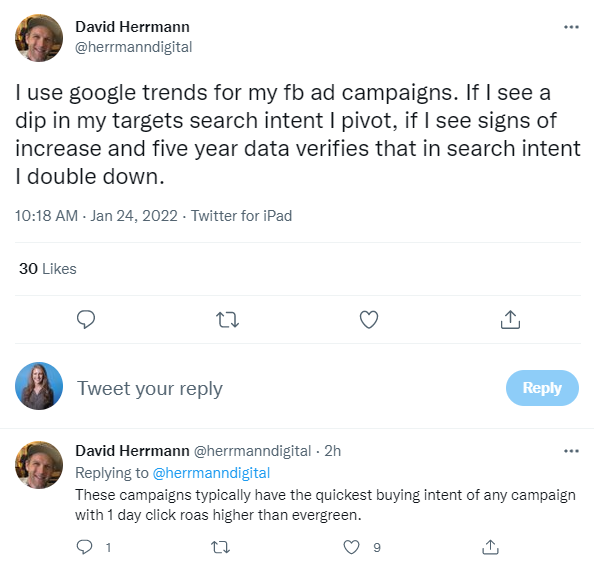 David Herrmann
@herrmanndigital
I use google trends for my fb ad campaigns. If I see a
dip in my targets search intent I pivot, if I see signs of
increase and five year data verifies that in search intent
I double down.
10:18 AM · Jan 24, 2022 · Twitter for iPad
30 Likes
Tweet your reply
Reply
David Herrmann @herrmanndigital · 2h
Replying to @herrmanndigital
These campaigns typically have the quickest buying intent of any campaign
with 1 day click roas higher than evergreen.
1 9